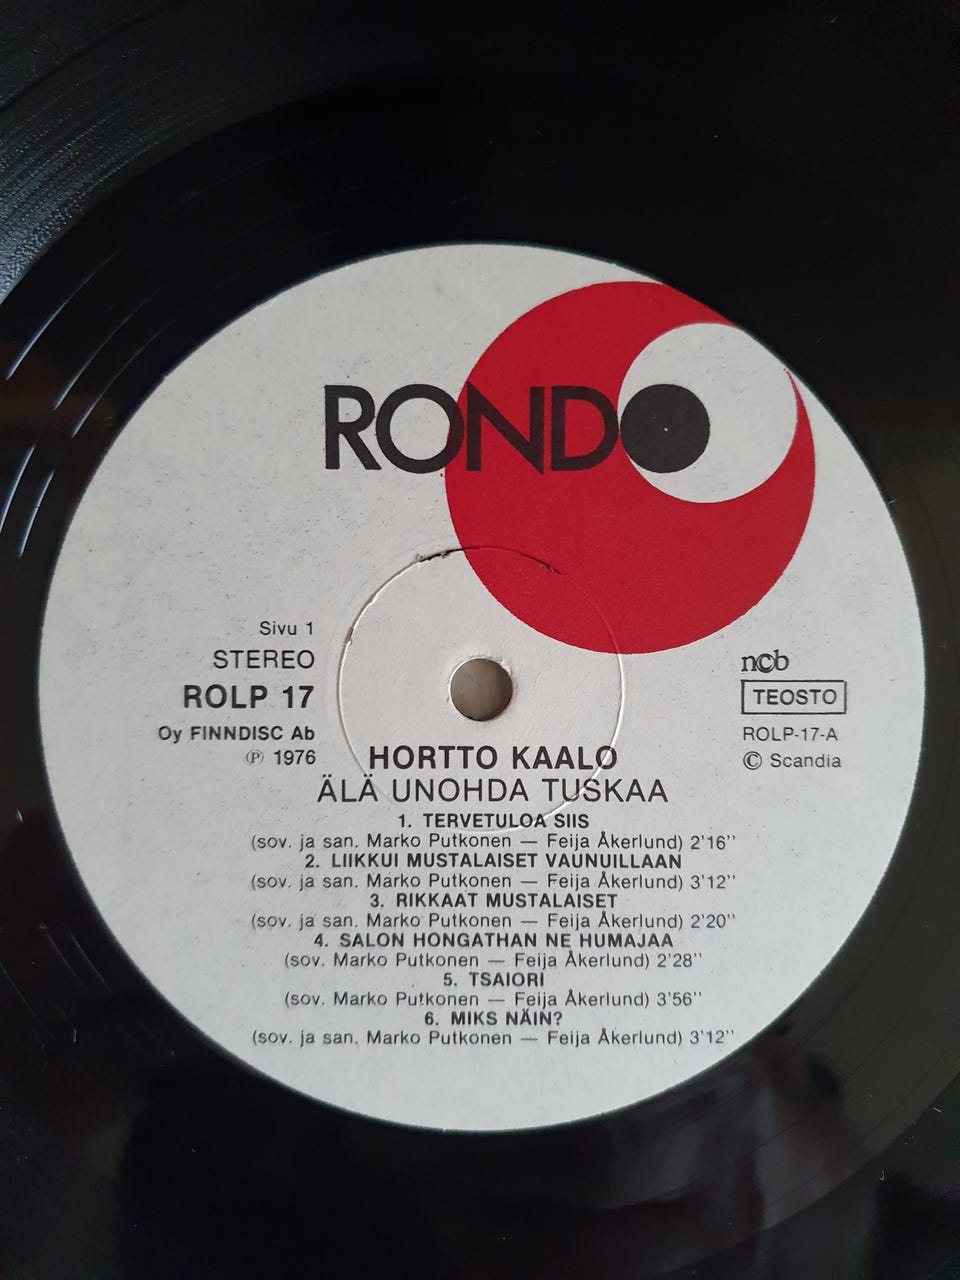 RONDO
Sivu 1
STEREO
ROLP 17
Oy FINNDISC Ab
Ⓟ 1976
ncb
TEOSTO
ROLP-17-A
© Scandia
HORTTO KAALO
ÄLÄ UNOHDA TUSKAA
1. TERVETULOA SIIS
(sov. ja san. Marko Putkonen — Feija Åkerlund) 2'16''
2. LIIKKUI MUSTALAISET VAUNUILLAAN
(sov. ja san. Marko Putkonen — Feija Åkerlund) 3'12''
3. RIKKAAT MUSTALAISET
(sov. ja san. Marko Putkonen — Feija Åkerlund) 2'20''
4. SALON HONGATHAN NE HUMAJAA
(sov. Marko Putkonen — Feija Åkerlund) 2'28''
5. TSAIORI
(sov. Marko Putkonen — Feija Åkerlund) 3'56''
6. MIKS NÄIN?
(sov. ja san. Marko Putkonen — Feija Åkerlund) 3'12''